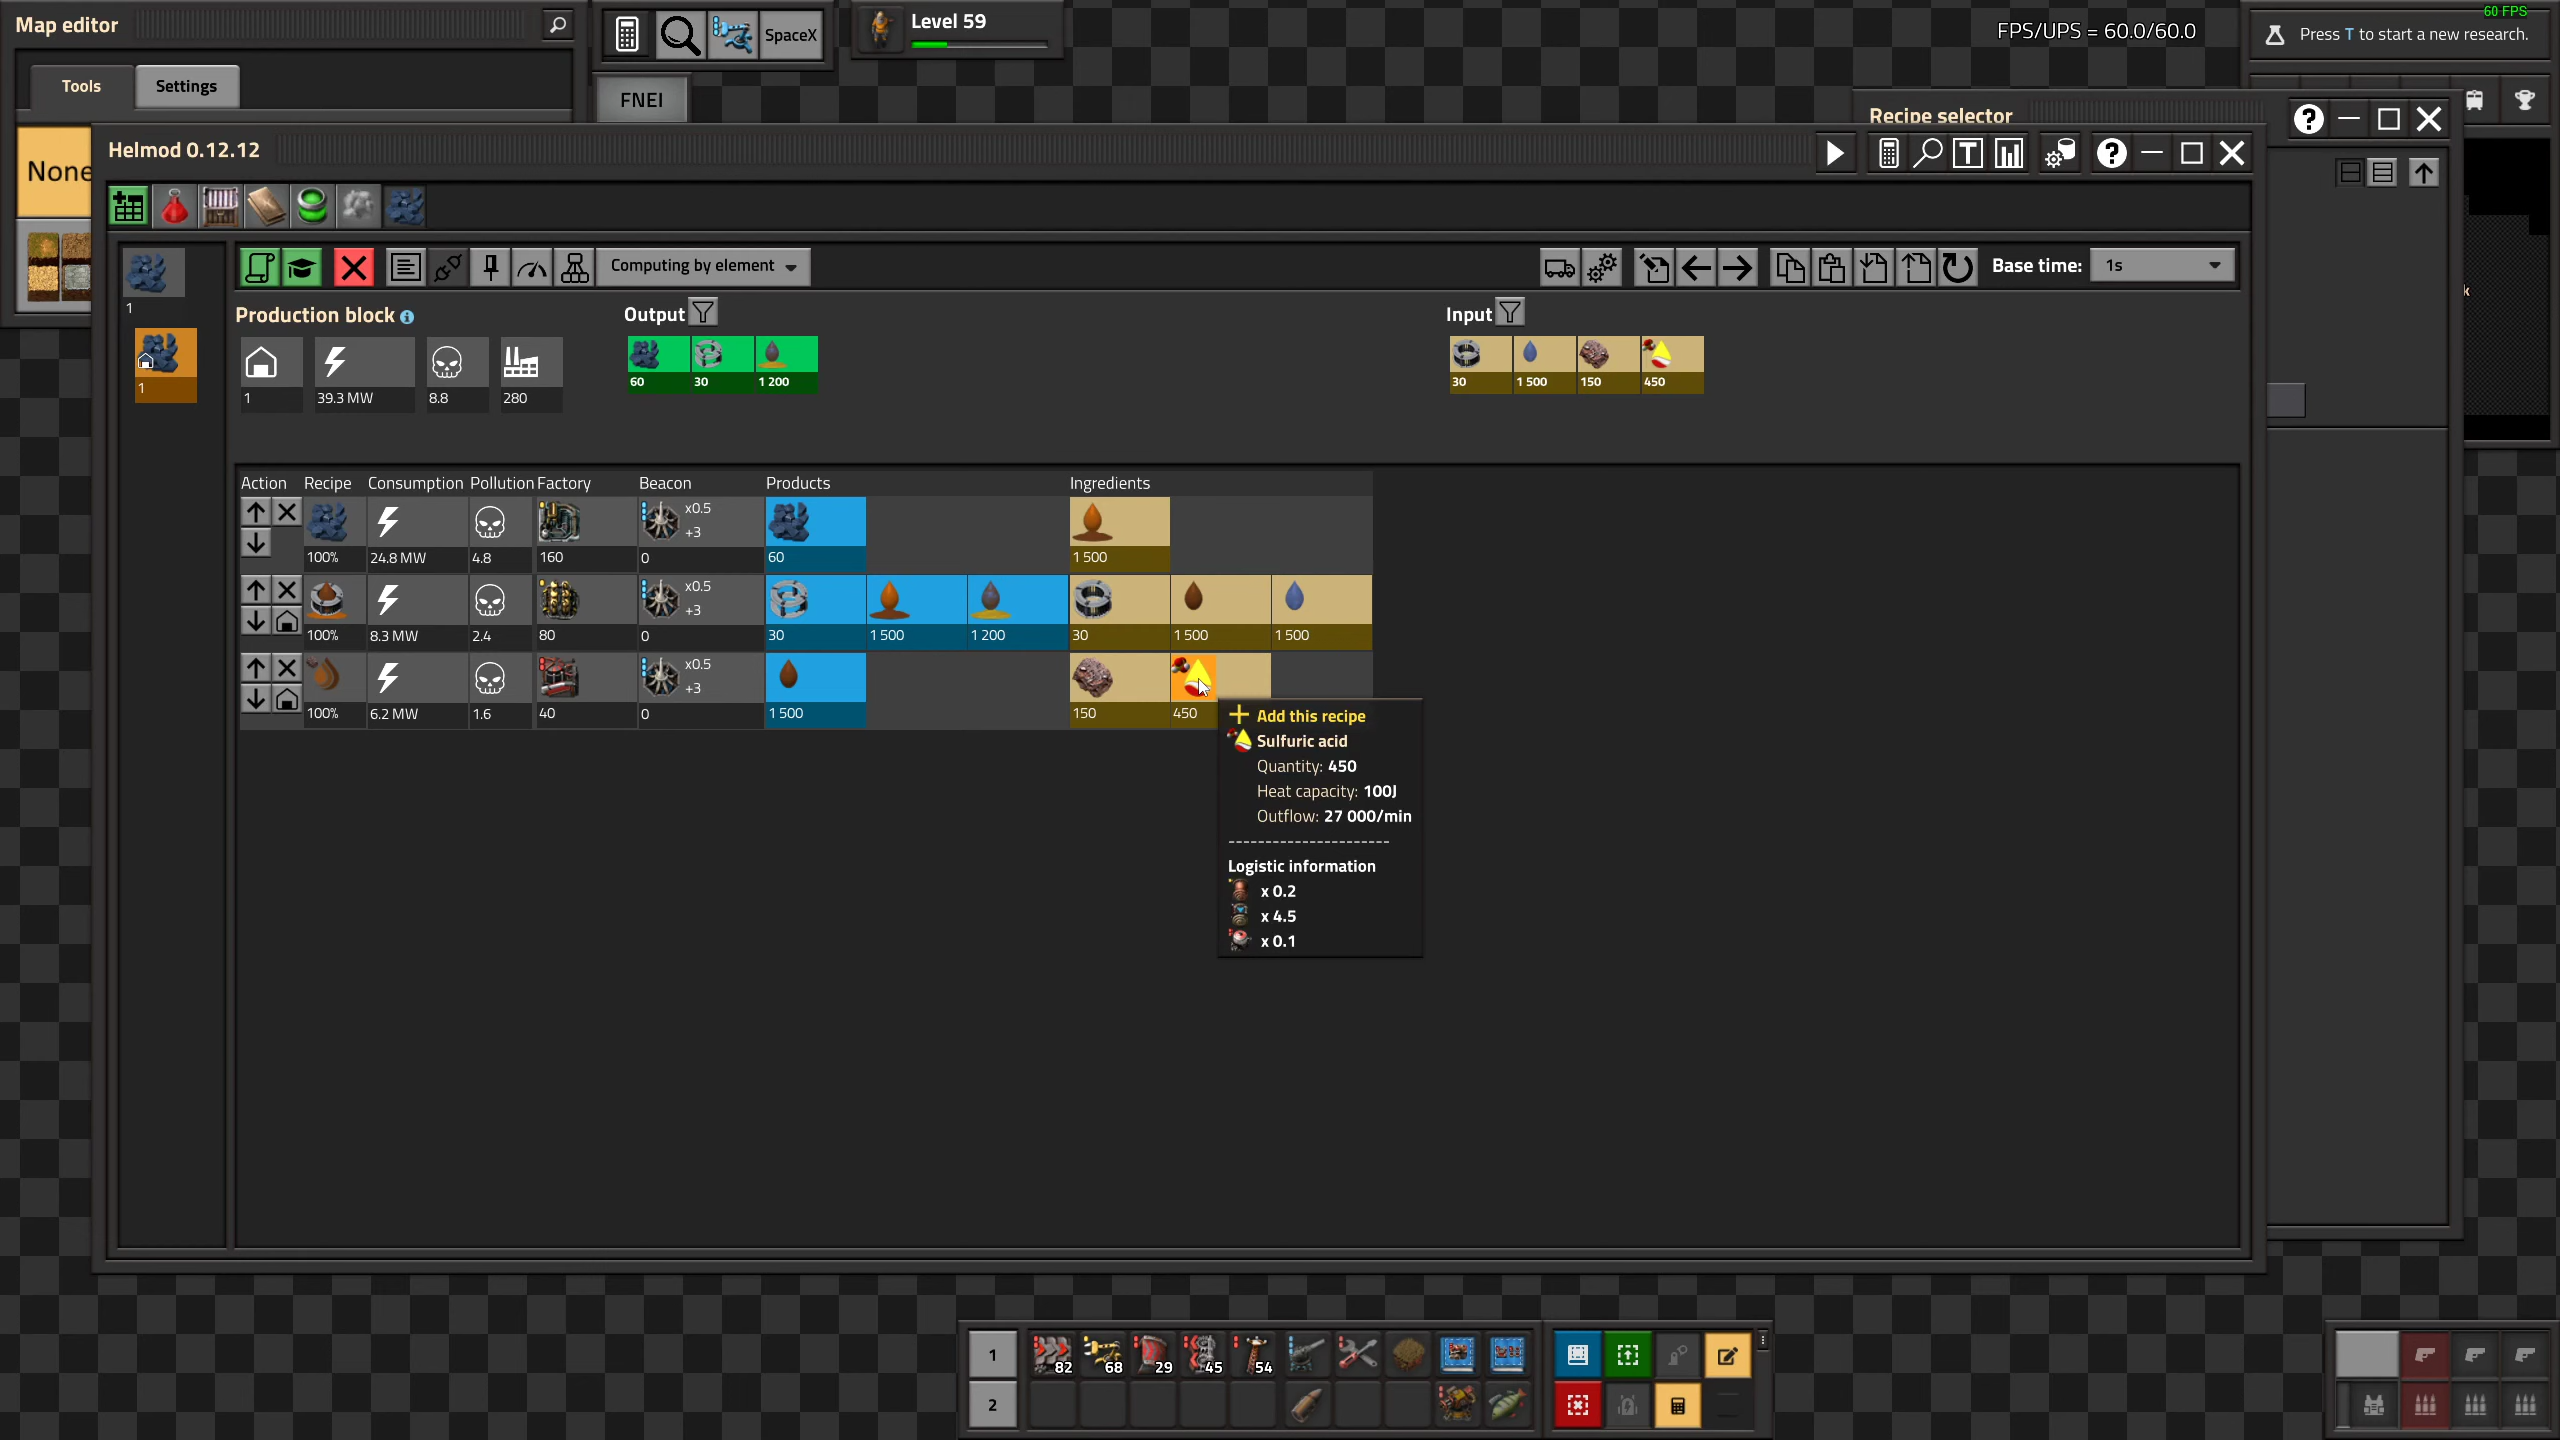 60 FPS
Map editor
SpaceX
Level 59
FPS/UPS = 60.0/60.0
Press T to start a new research.
Tools
Settings
FNEI
Recipe selector
None
Helmod 0.12.12
1
1
Computing by element
Base time:
1s
Production block
Output
Input
1
39.3 MW
8.8
280
60
30
1 200
30
1 500
150
450
Action
Recipe
Consumption
Pollution
Factory
Beacon
Products
Ingredients
x0.5
+3
100%
24.8 MW
4.8
160
0
60
1 500
x0.5
+3
100%
8.3 MW
2.4
80
0
30
1 500
1 200
30
1 500
1 500
x0.5
+3
100%
6.2 MW
1.6
40
0
1 500
150
450
Add this recipe
Sulfuric acid
Quantity: 450
Heat capacity: 100J
Outflow: 27 000/min
-----------------------
Logistic information
x 0.2
x 4.5
x 0.1
1
82
68
29
45
54
2